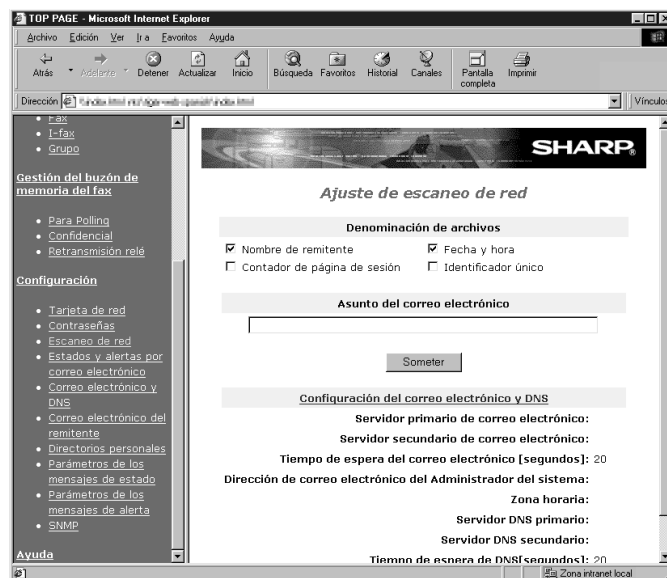 TOP PAGE - Microsoft Internet Explorer
Archivo Edición Ver Ir a Favoritos Ayuda
Atrás Adelante Detener Actualizar Inicio Búsqueda Favoritos Historial Canales Pantalla completa Imprimir
Dirección
Vínculos
Fax
I-fax
Grupo
Gestión del buzón de
memoria del fax
Para Polling
Confidencial
Retransmisión relé
Configuración
Tarjeta de red
Contraseñas
Escaneo de red
Estados y alertas por
correo electrónico
Correo electrónico y
DNS
Correo electrónico del
remitente
Directorios personales
Parámetros de los
mensajes de estado
Parámetros de los
mensajes de alerta
SNMP
Ayuda
SHARP
Ajuste de escaneo de red
Denominación de archivos
Nombre de remitente Fecha y hora
Contador de página de sesión Identificador único
Asunto del correo electrónico
Someter
Configuración del correo electrónico y DNS
Servidor primario de correo electrónico:
Servidor secundario de correo electrónico:
Tiempo de espera del correo electrónico [segundos]: 20
Dirección de correo electrónico del Administrador del sistema:
Zona horaria:
Servidor DNS primario:
Servidor DNS secundario:
Tiempo de espera de DNS[segundos]: 20
Zona intranet local